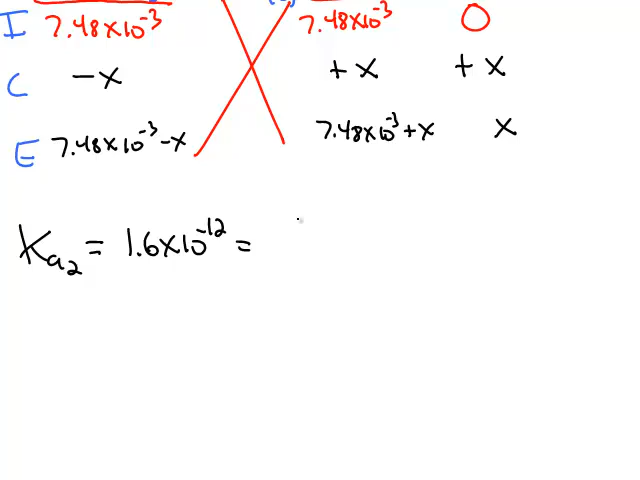 I 7.48x10⁻³ 7.48x10⁻³ 0
C -x +x +x
E 7.48x10⁻³-x 7.48x10⁻³+x x
Ka₂ = 1.6x10⁻¹² =